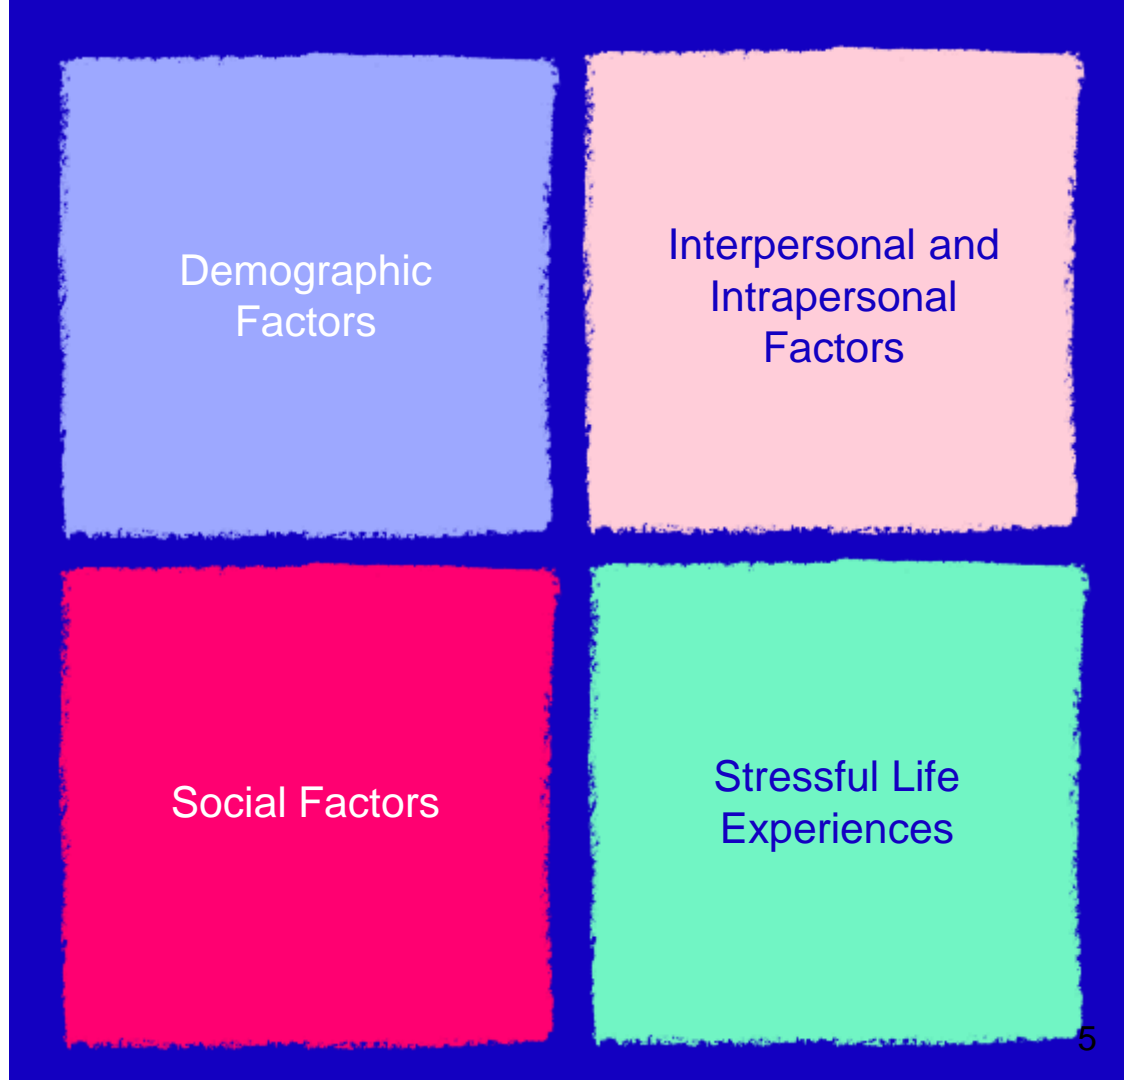 Demographic
Factors
Interpersonal and
Intrapersonal
Factors
Social Factors
Stressful Life
Experiences
5